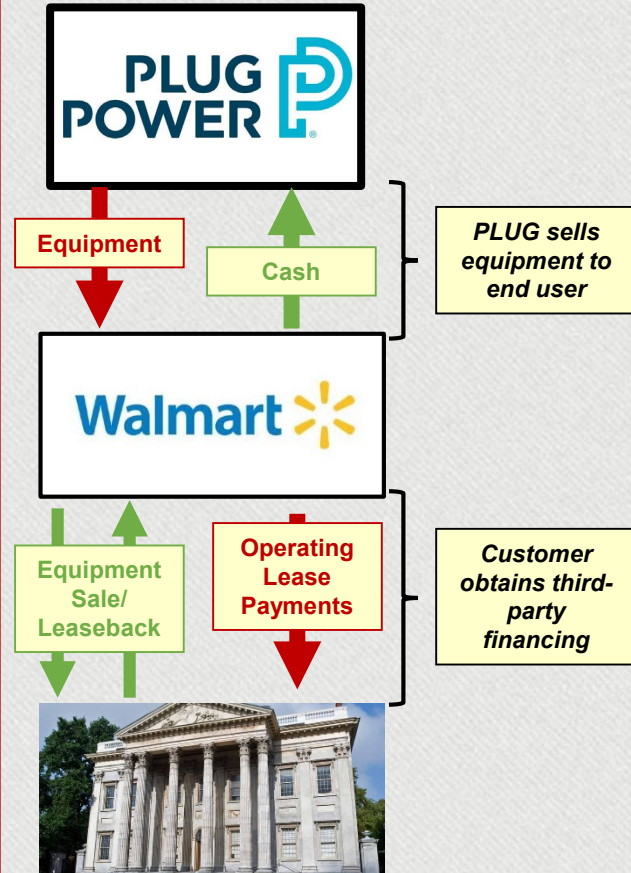 PLUG
POWER
®
Equipment
Cash
PLUG sells
equipment to
end user
Walmart
Equipment
Sale/
Leaseback
Operating
Lease
Payments
Customer
obtains third-
party
financing